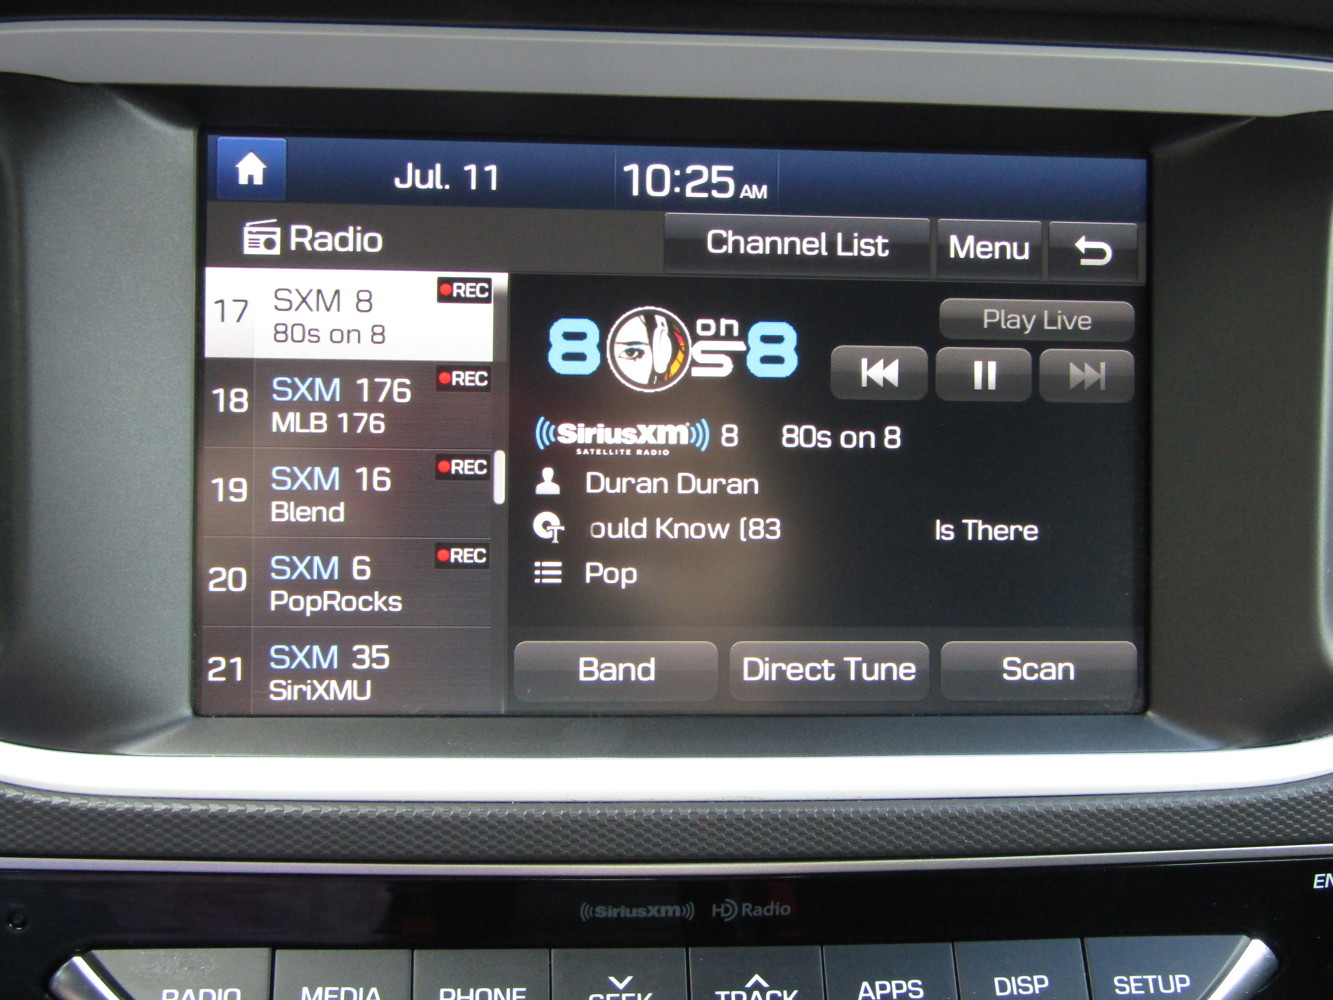 Jul. 11
10:25 AM
Radio
Channel List
Menu
17
SXM 8
REC
80s on 8
18
SXM 176
REC
MLB 176
19
SXM 16
REC
Blend
20
SXM 6
REC
PopRocks
21
SXM 35
SiriXMU
8 on 8
Play Live
SiriusXM 8 80s on 8
SATELLITE RADIO
Duran Duran
ould Know (83 Is There
Pop
Band
Direct Tune
Scan
EN
SiriusXM HD Radio
RADIO
MEDIA
PHONE
SEEK
TRACK
APPS
DISP
SETUP